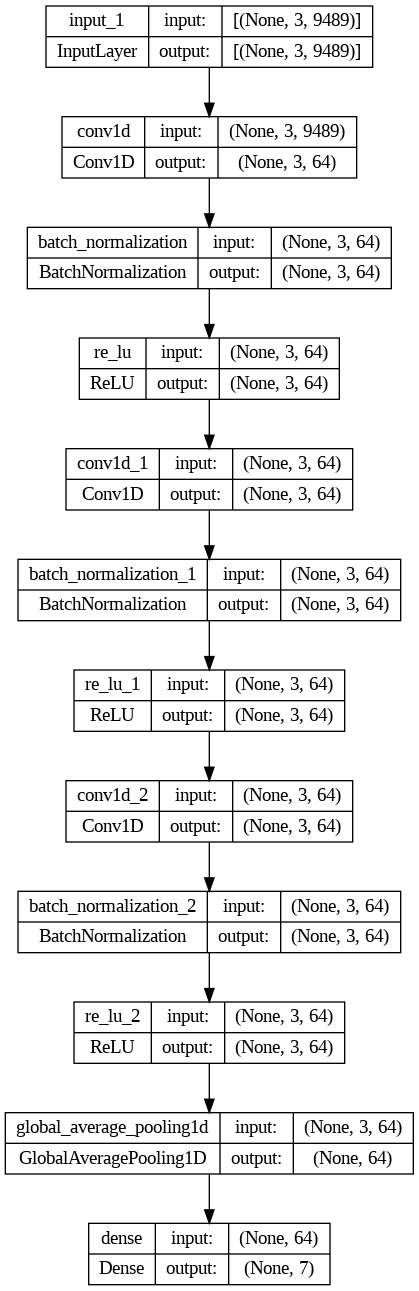 input_1 input: [(None, 3, 9489)]
InputLayer output: [(None, 3, 9489)]
conv1d input: (None, 3, 9489)
Conv1D output: (None, 3, 64)
batch_normalization input: (None, 3, 64)
BatchNormalization output: (None, 3, 64)
re_lu input: (None, 3, 64)
ReLU output: (None, 3, 64)
conv1d_1 input: (None, 3, 64)
Conv1D output: (None, 3, 64)
batch_normalization_1 input: (None, 3, 64)
BatchNormalization output: (None, 3, 64)
re_lu_1 input: (None, 3, 64)
ReLU output: (None, 3, 64)
conv1d_2 input: (None, 3, 64)
Conv1D output: (None, 3, 64)
batch_normalization_2 input: (None, 3, 64)
BatchNormalization output: (None, 3, 64)
re_lu_2 input: (None, 3, 64)
ReLU output: (None, 3, 64)
global_average_pooling1d input: (None, 3, 64)
GlobalAveragePooling1D output: (None, 64)
dense input: (None, 64)
Dense output: (None, 7)